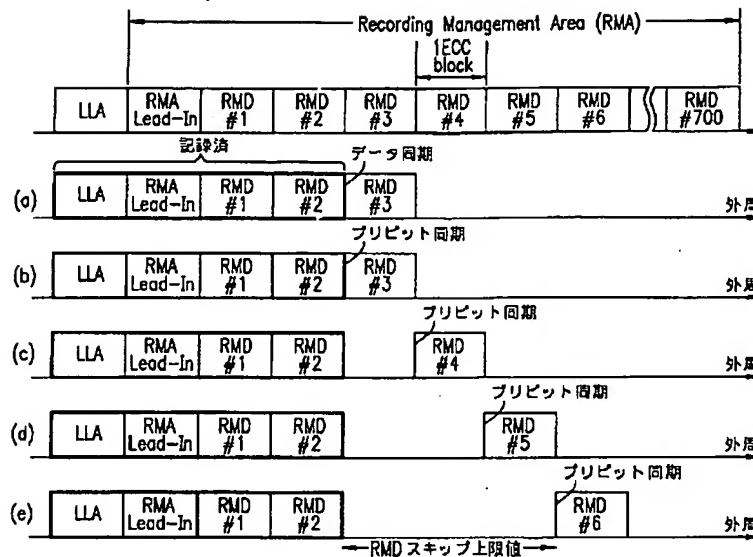 Recording Management Area (RMA)
1ECC
block
LLA RMA Lead-In RMD #1 RMD #2 RMD #3 RMD #4 RMD #5 RMD #6 RMD #700
記録済
データ同期
(a) LLA RMA Lead-In RMD #1 RMD #2 RMD #3 外周
プリピット同期
(b) LLA RMA Lead-In RMD #1 RMD #2 RMD #3 外周
プリピット同期
(c) LLA RMA Lead-In RMD #1 RMD #2 RMD #4 外周
プリピット同期
(d) LLA RMA Lead-In RMD #1 RMD #2 RMD #5 外周
プリピット同期
(e) LLA RMA Lead-In RMD #1 RMD #2 RMD #6 外周
RMDスキップ上限値